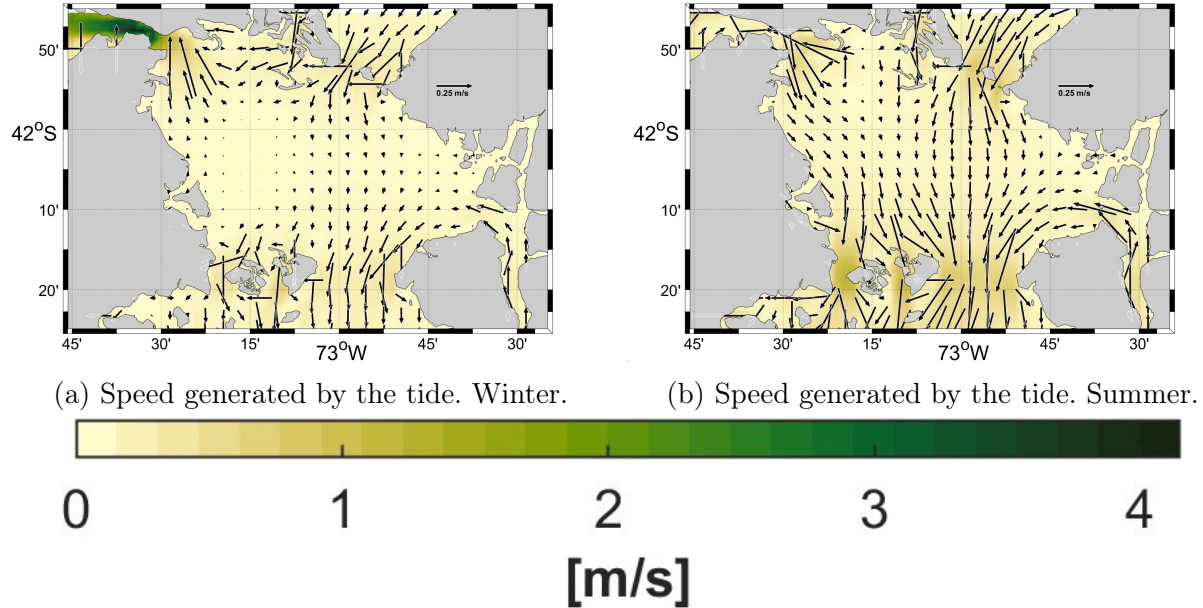 50'
0.25 m/s
42°S
10'
20'
45' 30' 15' 73°W 45' 30'
50'
0.25 m/s
42°S
10'
20'
45' 30' 15' 73°W 45' 30'
(a) Speed generated by the tide. Winter.
(b) Speed generated by the tide. Summer.
0 1 2 3 4
[m/s]